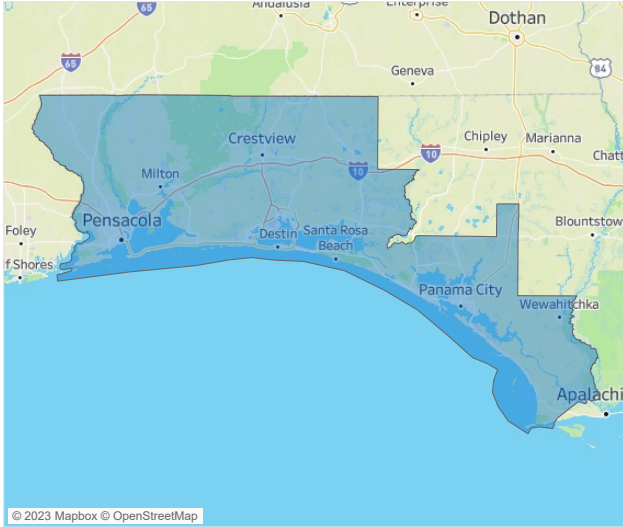 65
Andalusia
Enterprise
Dothan
65
84
Geneva
Crestview
Chipley
Marianna
10
Chatt
10
Milton
Pensacola
Foley
Destin
Santa Rosa
Beach
Blountstow
f Shores
Panama City
Wewahitchka
Apalachi
© 2023 Mapbox © OpenStreetMap